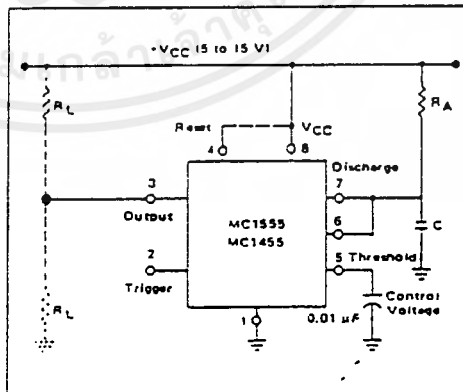 +VCC (5 to 15 V)
RL
RA
Reset
VCC
4
8
Discharge
3
7
Output
MC1555
MC1455
6
C
2
5 Threshold
Trigger
Control
Voltage
RL
1
0.01 µF